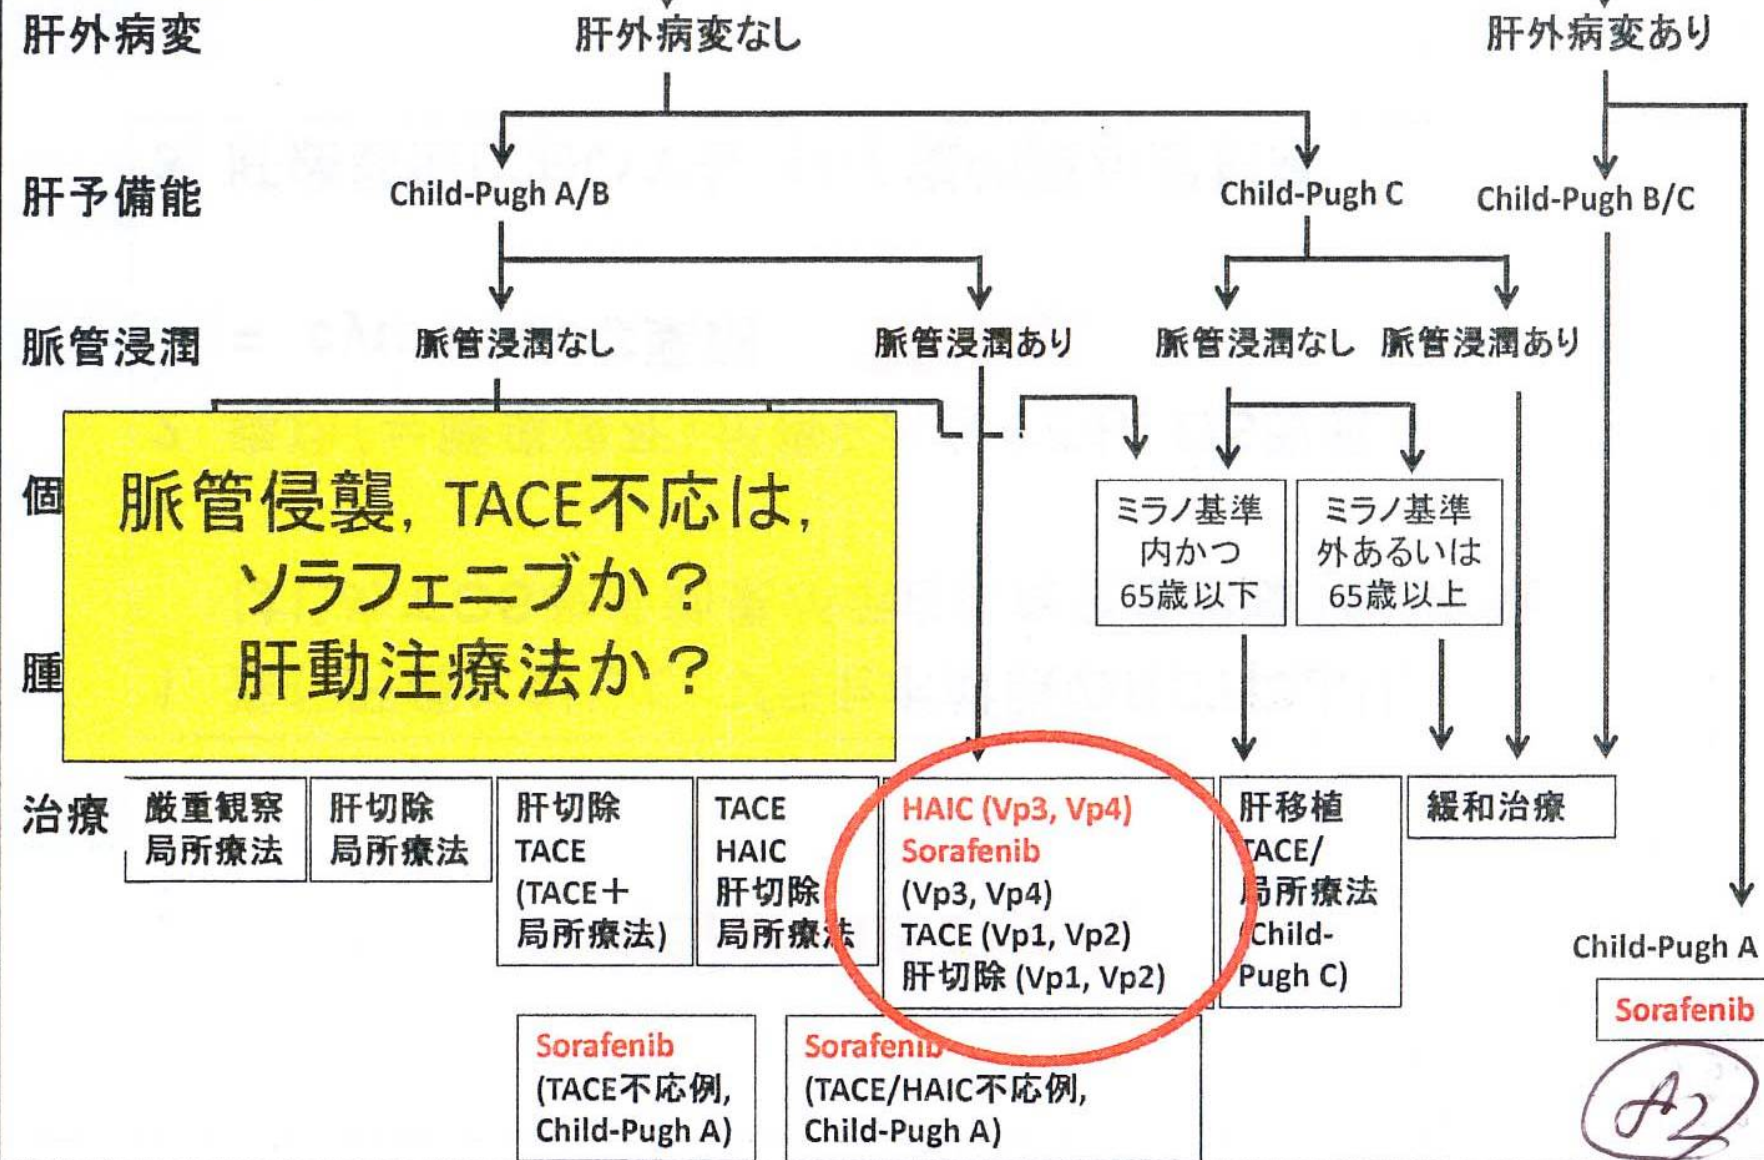 肝外病変
肝外病変なし
肝外病変あり
肝予備能
Child-Pugh A/B
Child-Pugh C
Child-Pugh B/C
脈管浸潤
脈管浸潤なし
脈管浸潤あり
脈管浸潤なし
脈管浸潤あり
個
脈管侵襲, TACE不応は,
ソラフェニブか?
肝動注療法か?
ミラノ基準
内かつ
65歳以下
ミラノ基準
外あるいは
65歳以上
腫
治療
厳重観察
局所療法
肝切除
局所療法
肝切除
TACE
(TACE+
局所療法)
TACE
HAIC
肝切除
局所療法
HAIC (Vp3, Vp4)
Sorafenib
(Vp3, Vp4)
TACE (Vp1, Vp2)
肝切除 (Vp1, Vp2)
肝移植
TACE/
局所療法
(Child-
Pugh C)
緩和治療
Child-Pugh A
Sorafenib
Sorafenib
(TACE不応例,
Child-Pugh A)
Sorafenib
(TACE/HAIC不応例,
Child-Pugh A)
A2